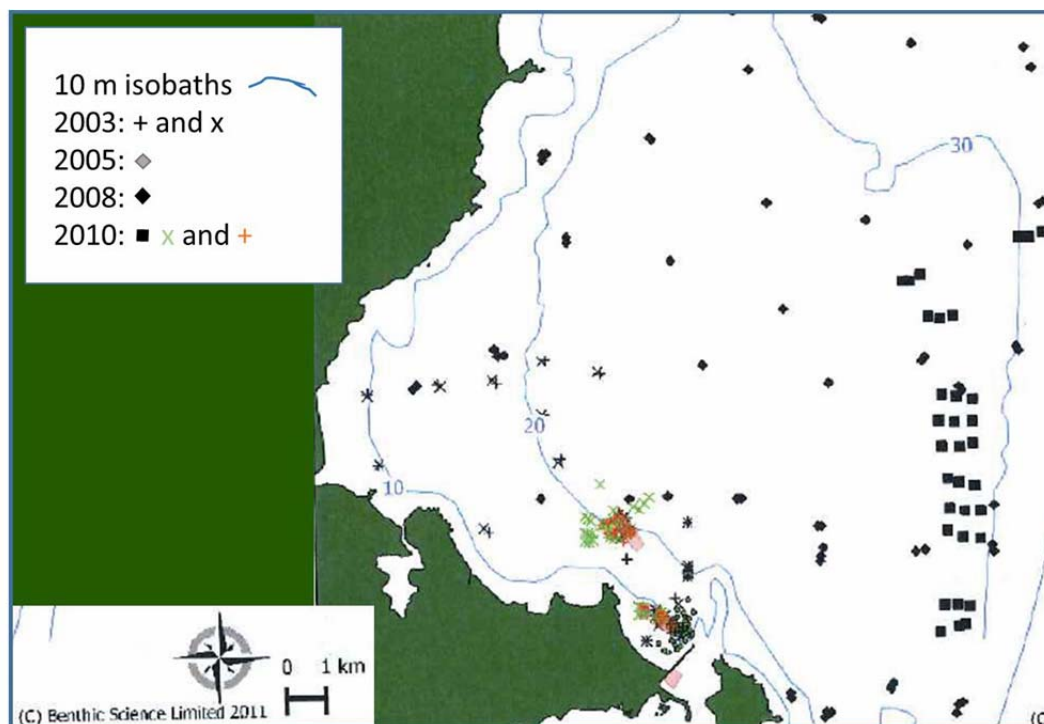 10 m isobaths
2003: + and x
2005: ◆
2008: ◆
2010: ■ x and +
30
20
10
0 1 km
(C) Benthic Science Limited 2011
(C